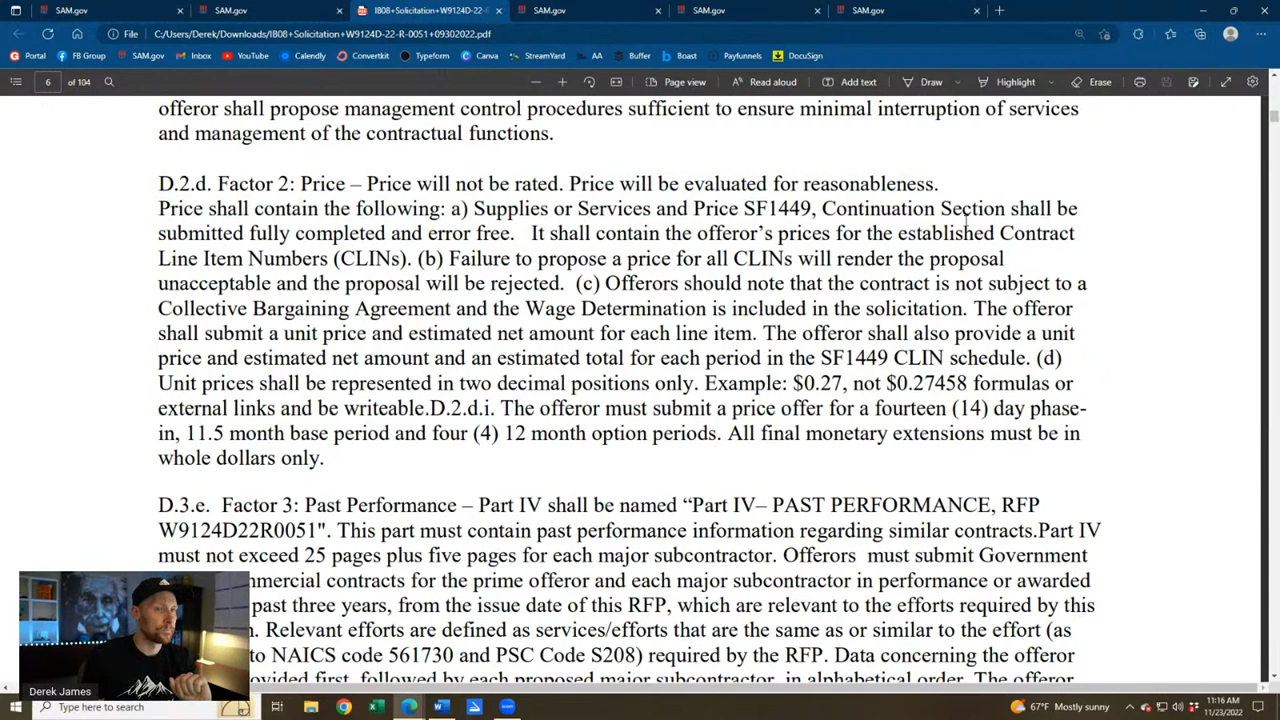 SAM.gov
SAM.gov
IB08+Solicitation+W9124D-22-R-0051
SAM.gov
SAM.gov
SAM.gov
File
C:/Users/Derek/Downloads/IB08+Solicitation+W9124D-22-R-0051+09302022.pdf
Portal
FB Group
SAM.gov
Inbox
YouTube
Calendly
Convertkit
Typeform
Canva
StreamYard
AA
Buffer
Boast
Payfunnels
DocuSign
6 of 104
Page view
Read aloud
Add text
Draw
Highlight
Erase
offeror shall propose management control procedures sufficient to ensure minimal interruption of services
and management of the contractual functions.
D.2.d. Factor 2: Price – Price will not be rated. Price will be evaluated for reasonableness.
Price shall contain the following: a) Supplies or Services and Price SF1449, Continuation Section shall be
submitted fully completed and error free. It shall contain the offeror’s prices for the established Contract
Line Item Numbers (CLINs). (b) Failure to propose a price for all CLINs will render the proposal
unacceptable and the proposal will be rejected. (c) Offerors should note that the contract is not subject to a
Collective Bargaining Agreement and the Wage Determination is included in the solicitation. The offeror
shall submit a unit price and estimated net amount for each line item. The offeror shall also provide a unit
price and estimated net amount and an estimated total for each period in the SF1449 CLIN schedule. (d)
Unit prices shall be represented in two decimal positions only. Example: $0.27, not $0.27458 formulas or
external links and be writeable.D.2.d.i. The offeror must submit a price offer for a fourteen (14) day phase-
in, 11.5 month base period and four (4) 12 month option periods. All final monetary extensions must be in
whole dollars only.
D.3.e. Factor 3: Past Performance – Part IV shall be named “Part IV– PAST PERFORMANCE, RFP
W9124D22R0051". This part must contain past performance information regarding similar contracts.Part IV
must not exceed 25 pages plus five pages for each major subcontractor. Offerors must submit Government
mmercial contracts for the prime offeror and each major subcontractor in performance or awarded
past three years, from the issue date of this RFP, which are relevant to the efforts required by this
n. Relevant efforts are defined as services/efforts that are the same as or similar to the effort (as
to NAICS code 561730 and PSC Code S208) required by the RFP. Data concerning the offeror
ovided first, followed by each proposed major subcontractor, in alphabetical order. The offeror
Derek James
Type here to search
67°F Mostly sunny
11:16 AM
11/23/2022